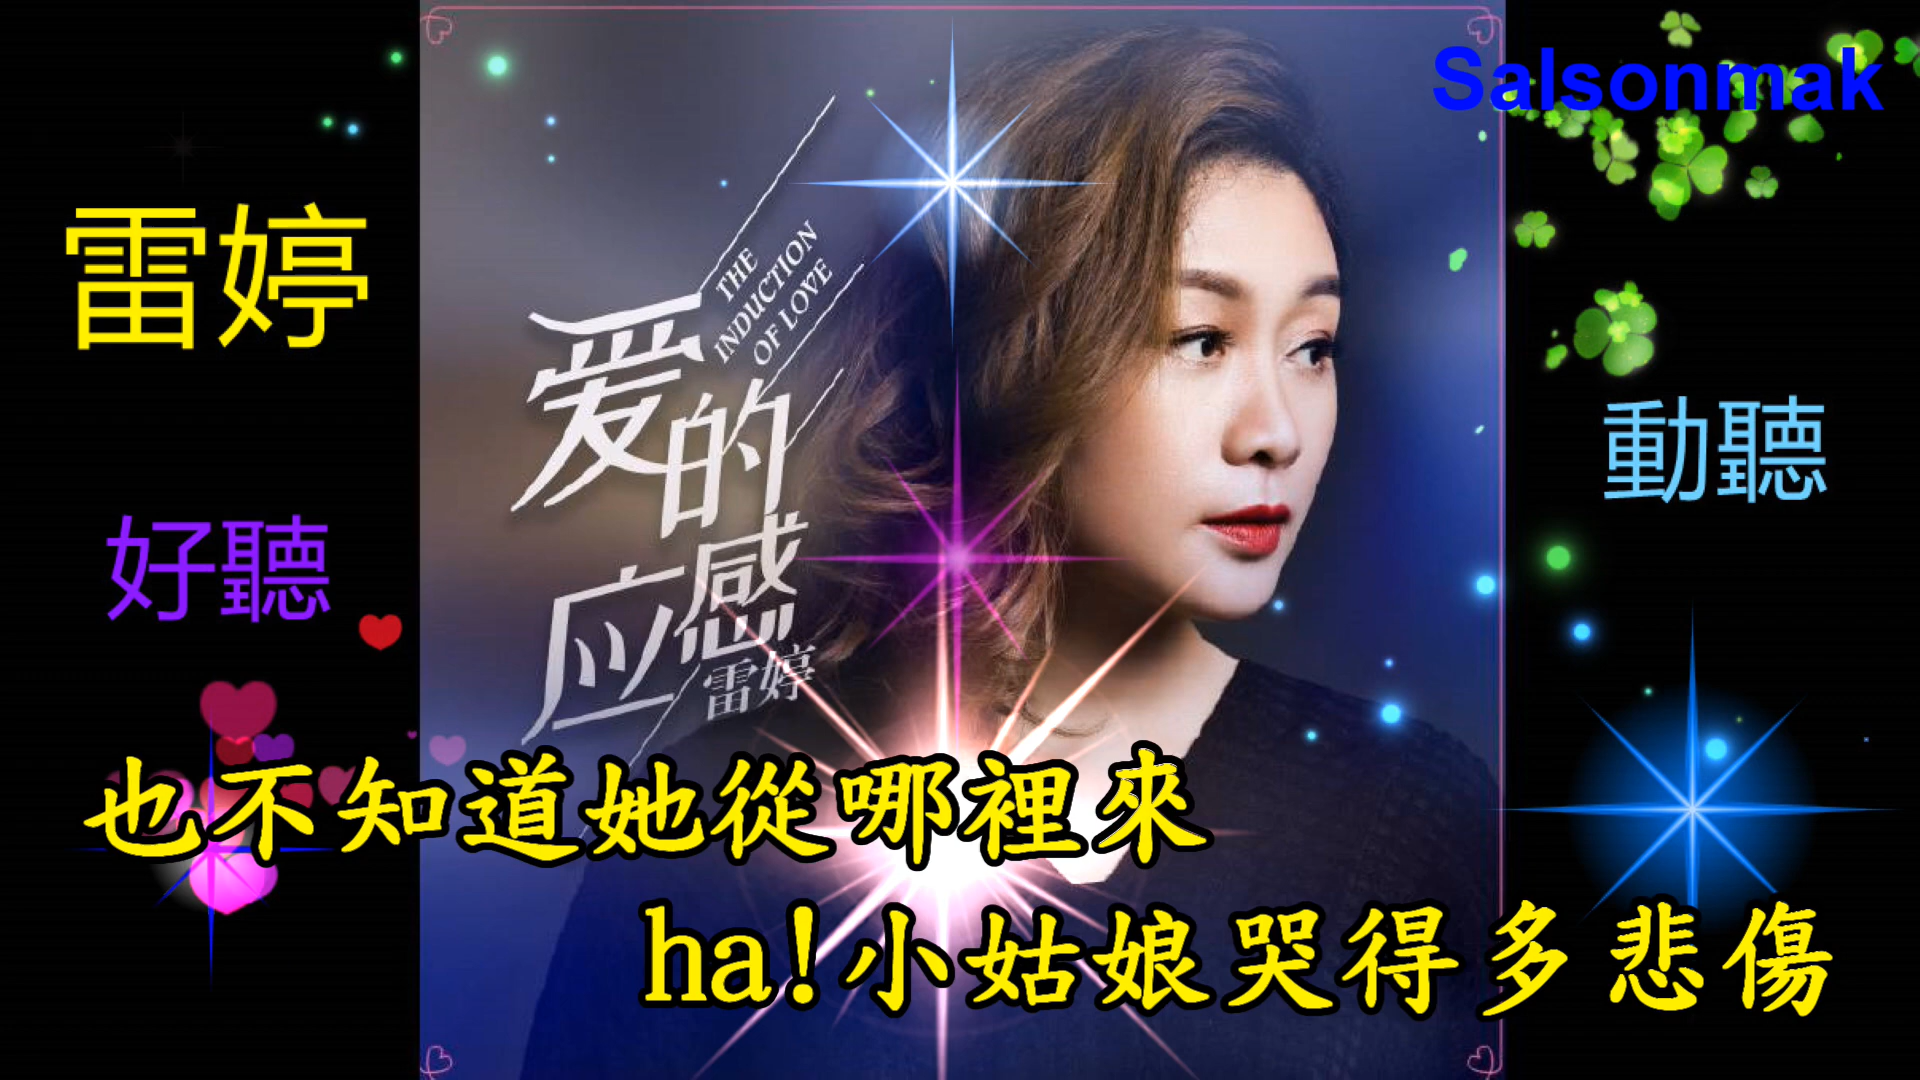 Salsonmak
雷婷
THE
INDUCTION
OF LOVE
爱的
应感
雷婷
動聽
好聽
也不知道她從哪裡來
ha!小姑娘哭得多悲傷